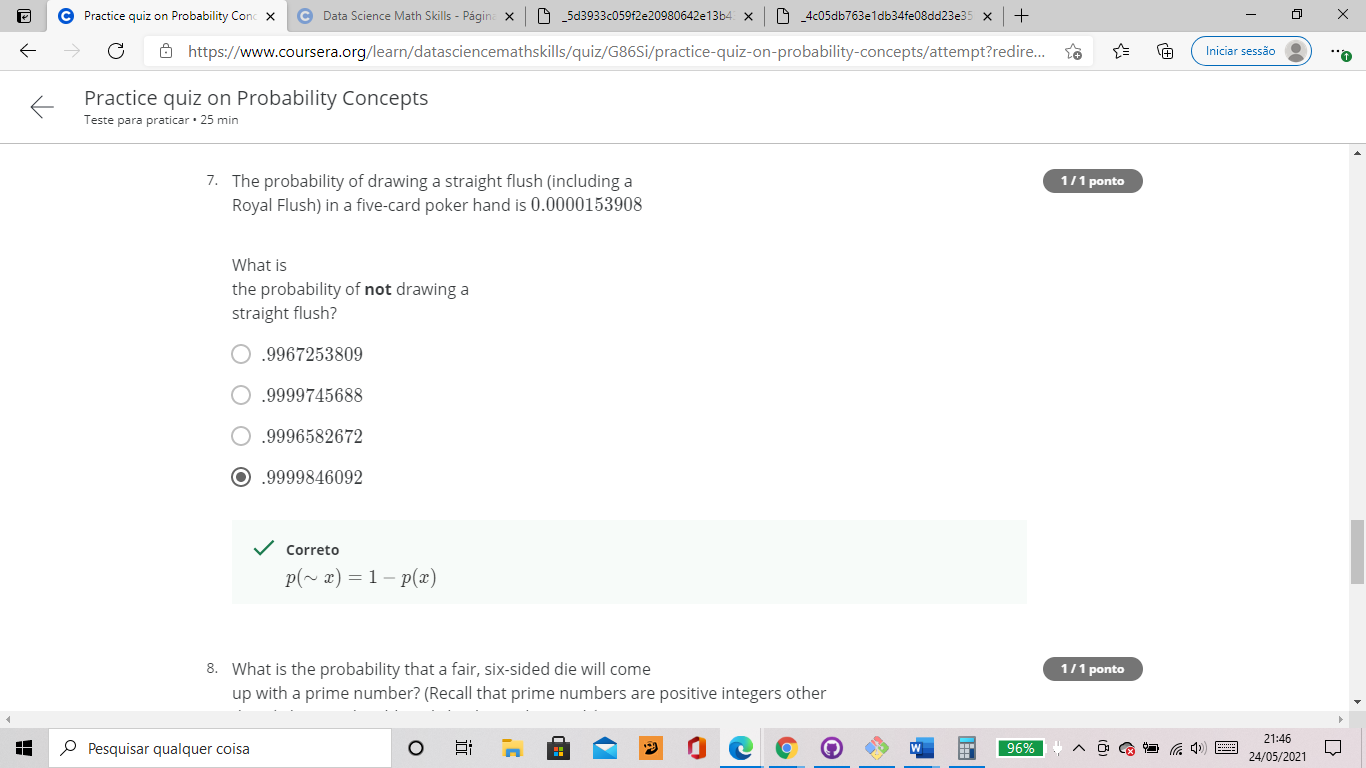 Practice quiz on Probability Conc
Data Science Math Skills - Págin
_5d3933c059f2e20980642e13b4
_4c05db763e1db34fe08dd23e35
https://www.coursera.org/learn/datasciencemathskills/quiz/G86Si/practice-quiz-on-probability-concepts/attempt?redire...
Iniciar sessão
Practice quiz on Probability Concepts
Teste para praticar • 25 min
7. The probability of drawing a straight flush (including a
Royal Flush) in a five-card poker hand is 0.0000153908
1 / 1 ponto
What is
the probability of not drawing a
straight flush?
.9967253809
.9999745688
.9996582672
.9999846092
Correto
p(∼ x) = 1 − p(x)
8. What is the probability that a fair, six-sided die will come
up with a prime number? (Recall that prime numbers are positive integers other
1 / 1 ponto
Pesquisar qualquer coisa
96%
21:46
24/05/2021